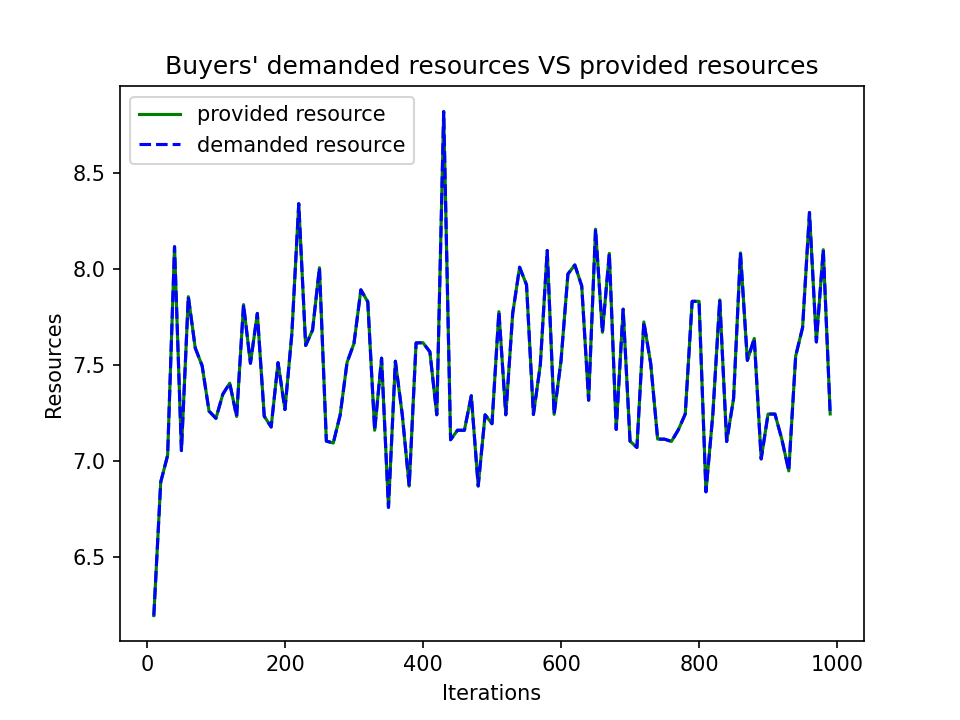 Buyers' demanded resources VS provided resources
provided resource
demanded resource
8.5
8.0
7.5
7.0
6.5
Resources
0 200 400 600 800 1000
Iterations